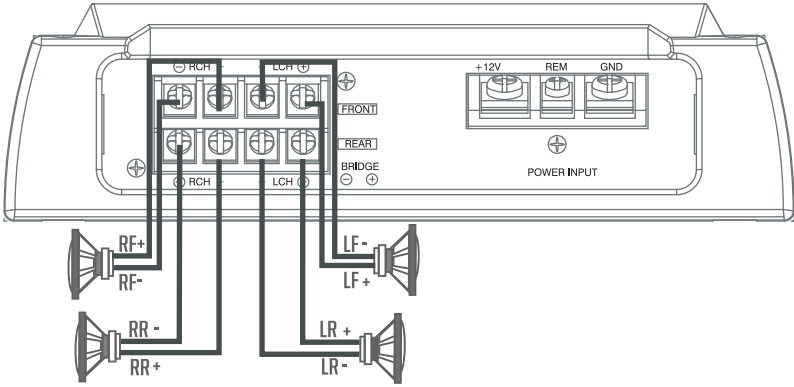 ⊖ RCH + - LCH ⊕
FRONT
REAR
BRIDGE
⊖ ⊕
⊖ RCH + - LCH ⊕
+12V REM GND
POWER INPUT
RF+
RF-
LF-
LF+
RR -
RR +
LR +
LR -